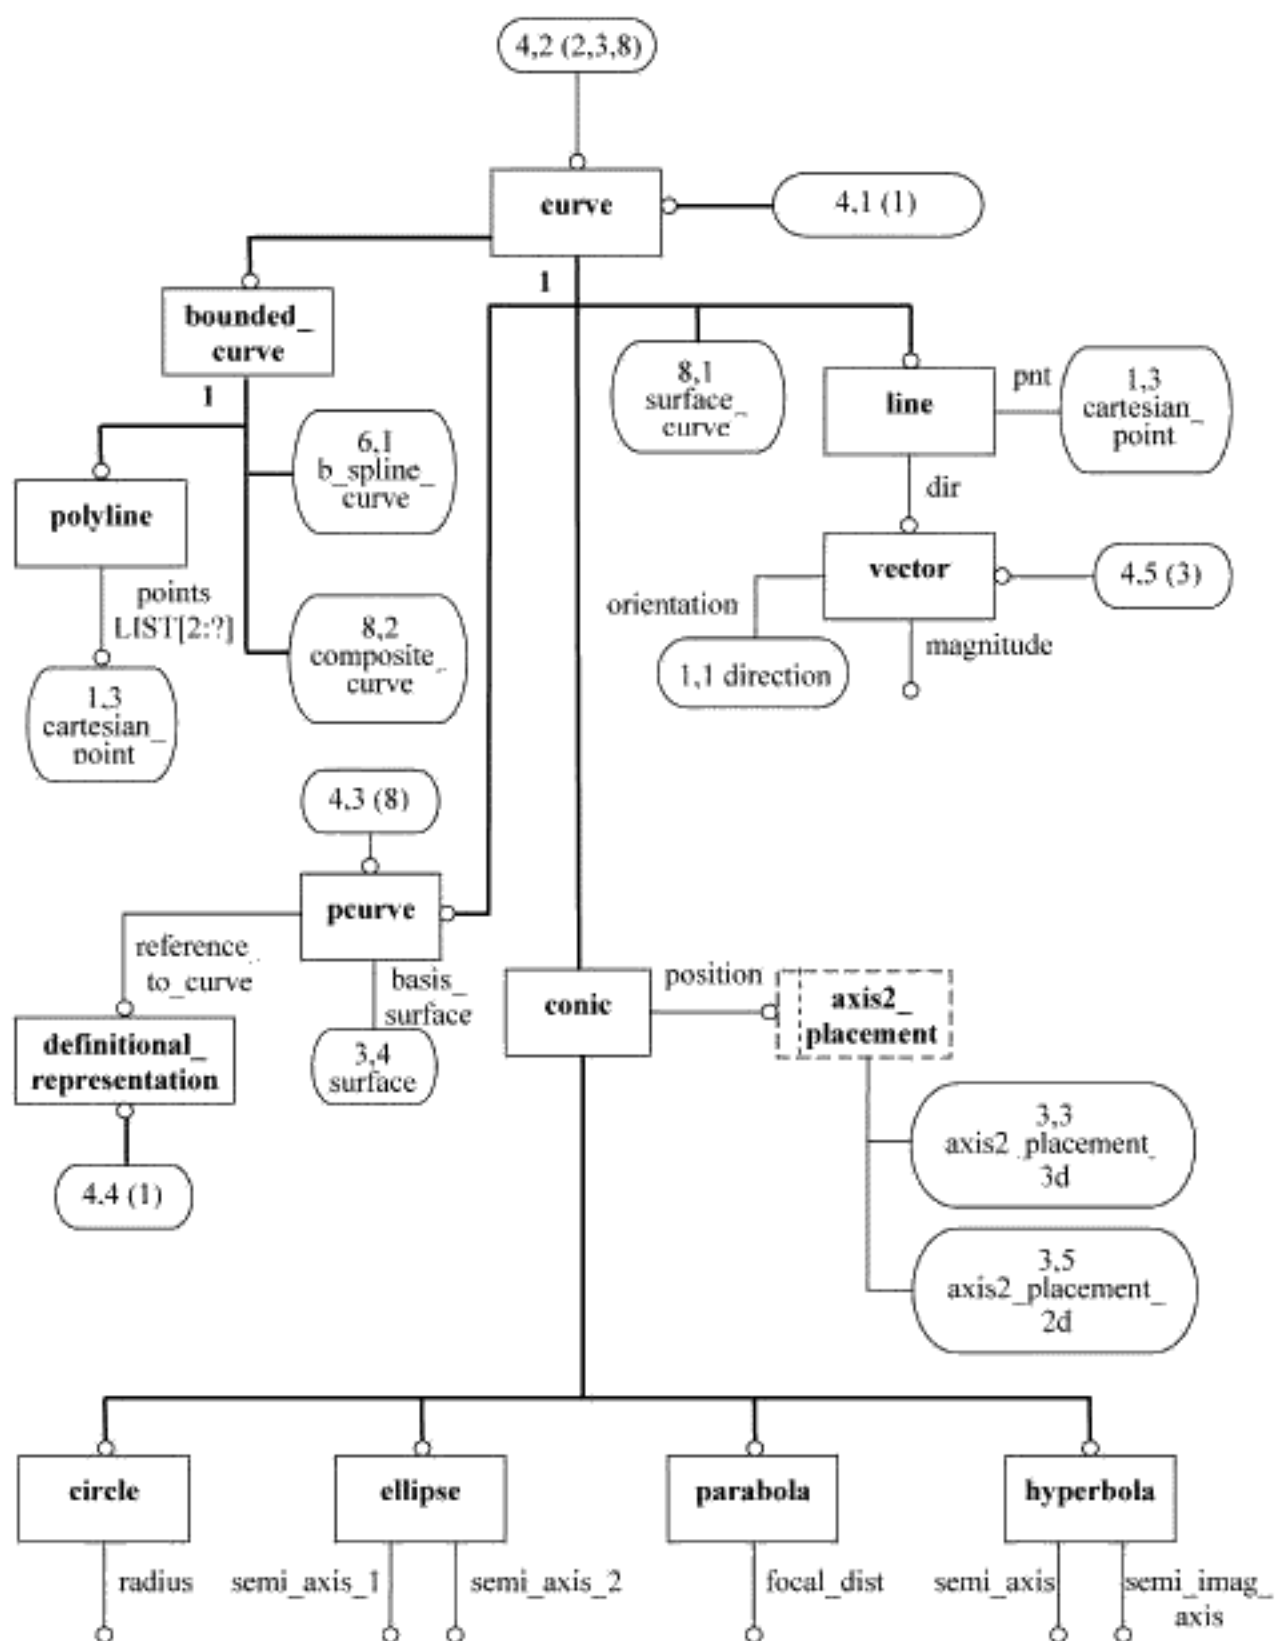 4,2 (2,3,8)
curve
4,1 (1)
1
bounded_
curve
1
8,1
surface_
curve
line
pnt
1,3
cartesian_
point
6,1
b_spline_
curve
dir
polyline
vector
4,5 (3)
points
LIST[2:?]
orientation
magnitude
8,2
composite_
curve
1,1 direction
1,3
cartesian_
point
4,3 (8)
pcurve
reference_
to_curve
basis_
surface
conic
position
axis2_
placement
definitional_
representation
3,4
surface
3,3
axis2_placement_
3d
4,4 (1)
3,5
axis2_placement_
2d
circle
ellipse
parabola
hyperbola
radius
semi_axis_1
semi_axis_2
focal_dist
semi_axis
semi_imag_
axis